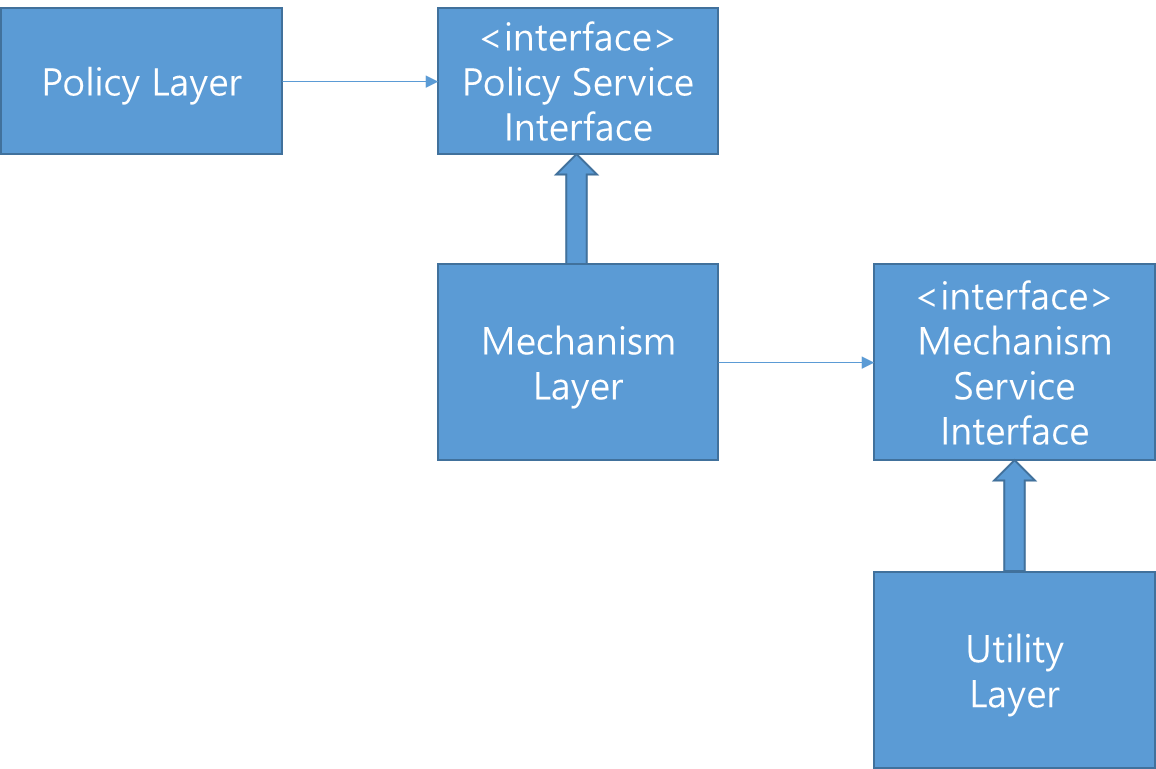 Policy Layer
<interface>
Policy Service
Interface
Mechanism
Layer
<interface>
Mechanism
Service
Interface
Utility
Layer